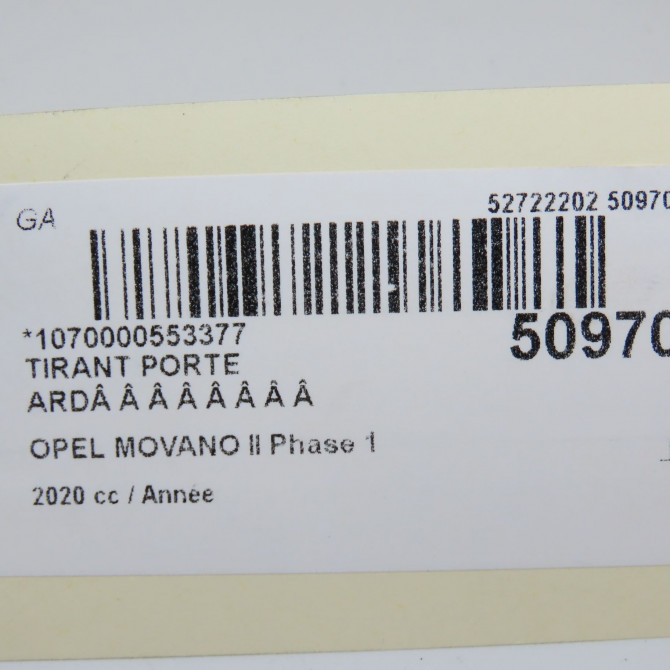 GA
52722202 50970
*1070000553377
50970
TIRANT PORTE
ARDÂ Â Â Â Â Â Â Â
OPEL MOVANO II Phase 1
2020 cc / Année